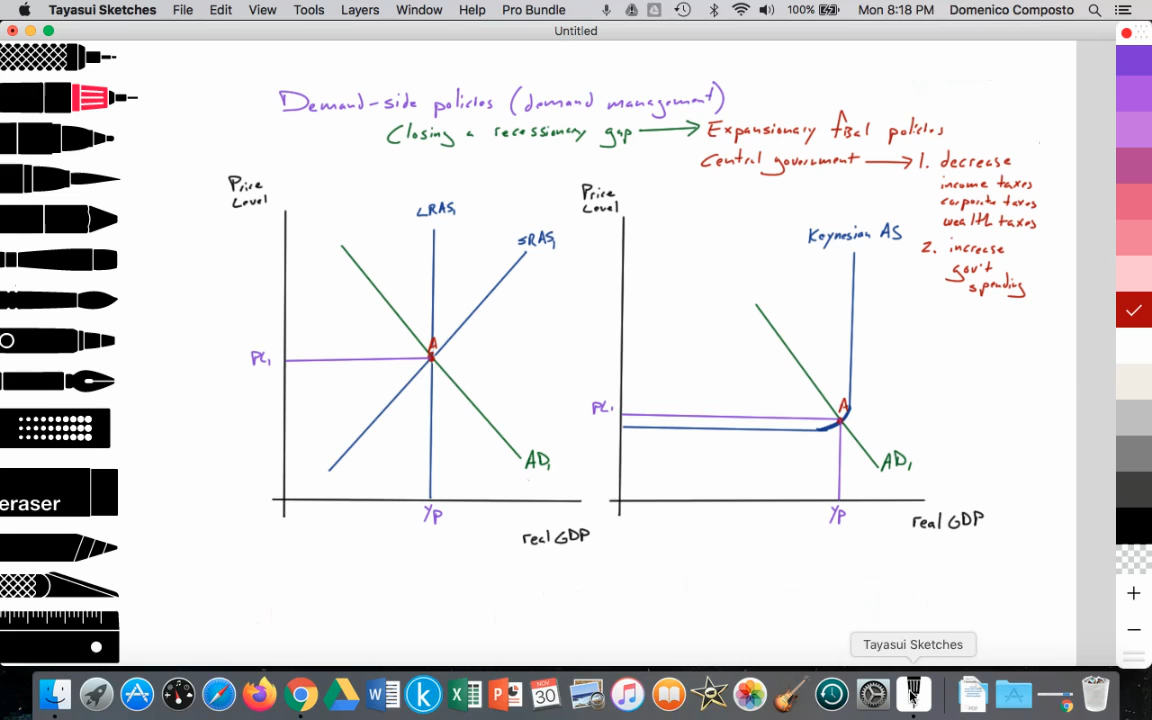 Tayasui Sketches File Edit View Tools Layers Window Help Pro Bundle 100% Mon 8:18 PM Domenico Composto
Untitled
Demand-side policies (demand management)
Closing a recessionary gap → Expansionary fiscal policies
Central government → 1. decrease
income taxes
corporate taxes
wealth taxes
2. increase
gov't
spending
Price
Level
LRAS₁
SRAS₁
A
PL₁
AD₁
YP
real GDP
Price
Level
Keynesian AS
A
PL₁
AD₁
YP
real GDP
eraser
Tayasui Sketches
NOV
30
W
k
X
P
PDF